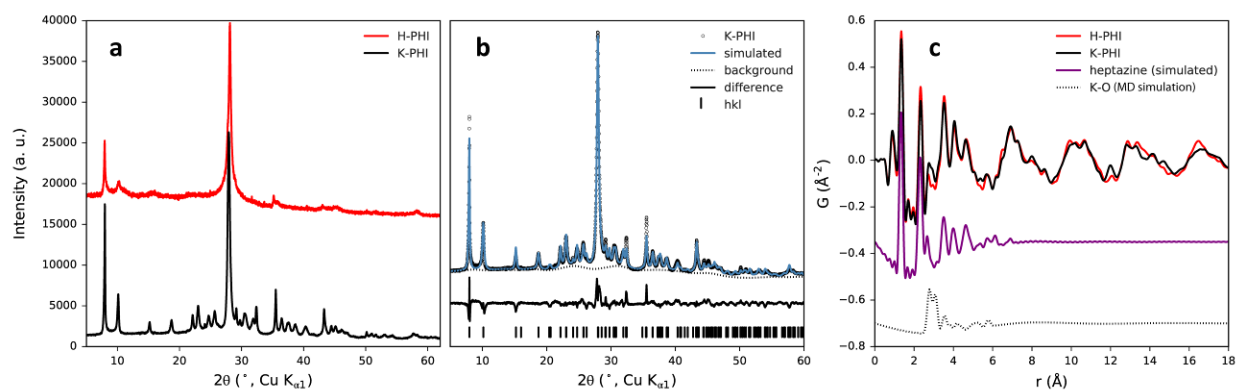 a
H-PHI
K-PHI
Intensity (a. u.)
40000
35000
30000
25000
20000
15000
10000
5000
0
10
20
30
40
50
60
2θ (˚, Cu Kα1)
b
K-PHI
simulated
background
difference
hkl
10
20
30
40
50
60
2θ (˚, Cu Kα1)
c
H-PHI
K-PHI
heptazine (simulated)
K-O (MD simulation)
G (Å-2)
0.6
0.4
0.2
0.0
−0.2
−0.4
−0.6
−0.8
0
2
4
6
8
10
12
14
16
18
r (Å)